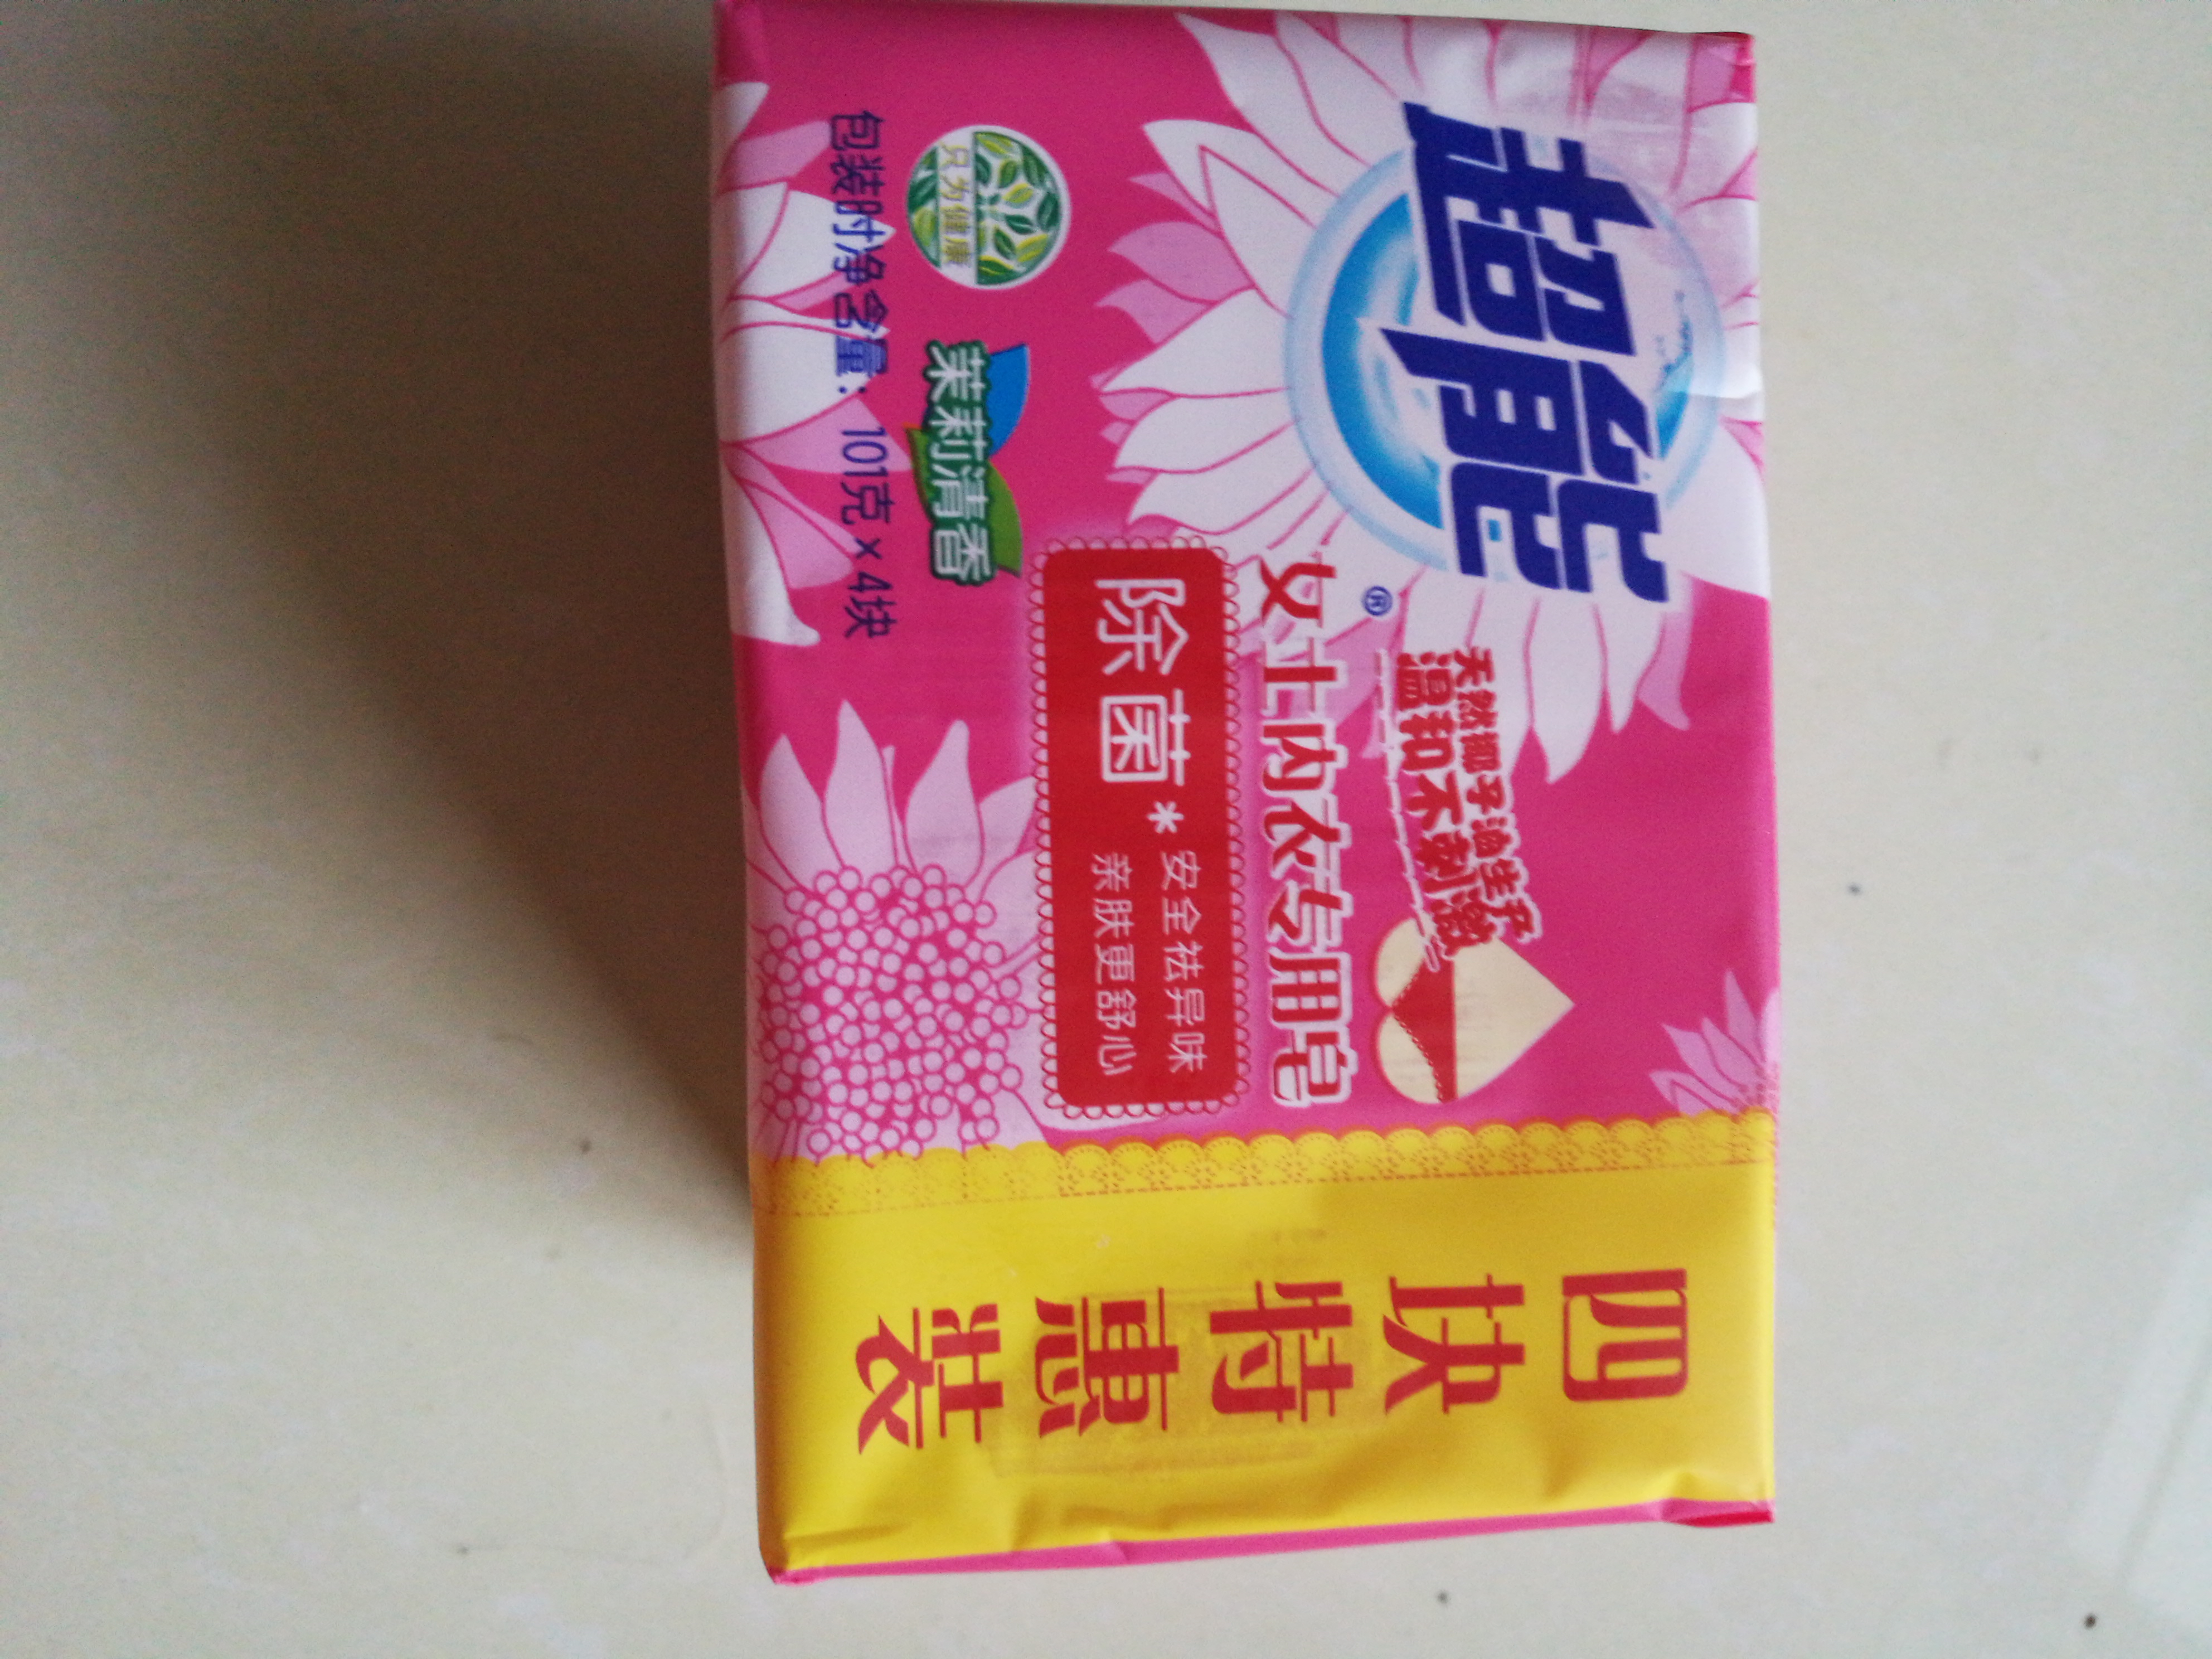 超能®
天然椰子油生产
温和不刺激
女士内衣专用皂
除菌*
安全祛异味
亲肤更舒心
只为健康
茉莉清香
包装时净含量：101克×4块
四块特惠装